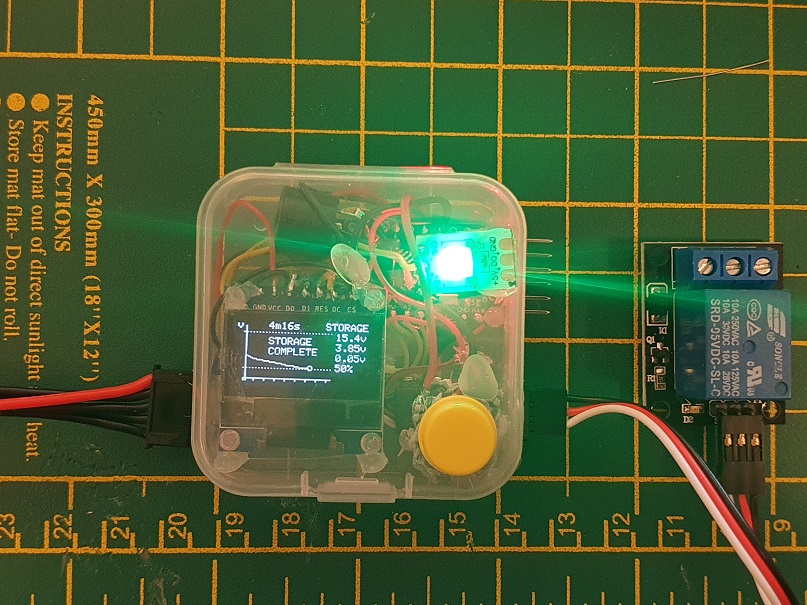 9 10 11 12 13 14 15 16 17 18 19 20 21 22 23
SONGLE
10A 250VAC 10A 125VAC
10A 30VDC 10A 28VDC
SRD-05VDC-SL-C
STORAGE 4m16s V
15.4V STORAGE
3.85V COMPLETE
0.05V
50%
GND VCC D0 D1 RES DC CS
450mm X 300mm (18"X12")
INSTRUCTIONS
Keep mat out of direct sunlight heat.
Store mat flat- Do not roll.